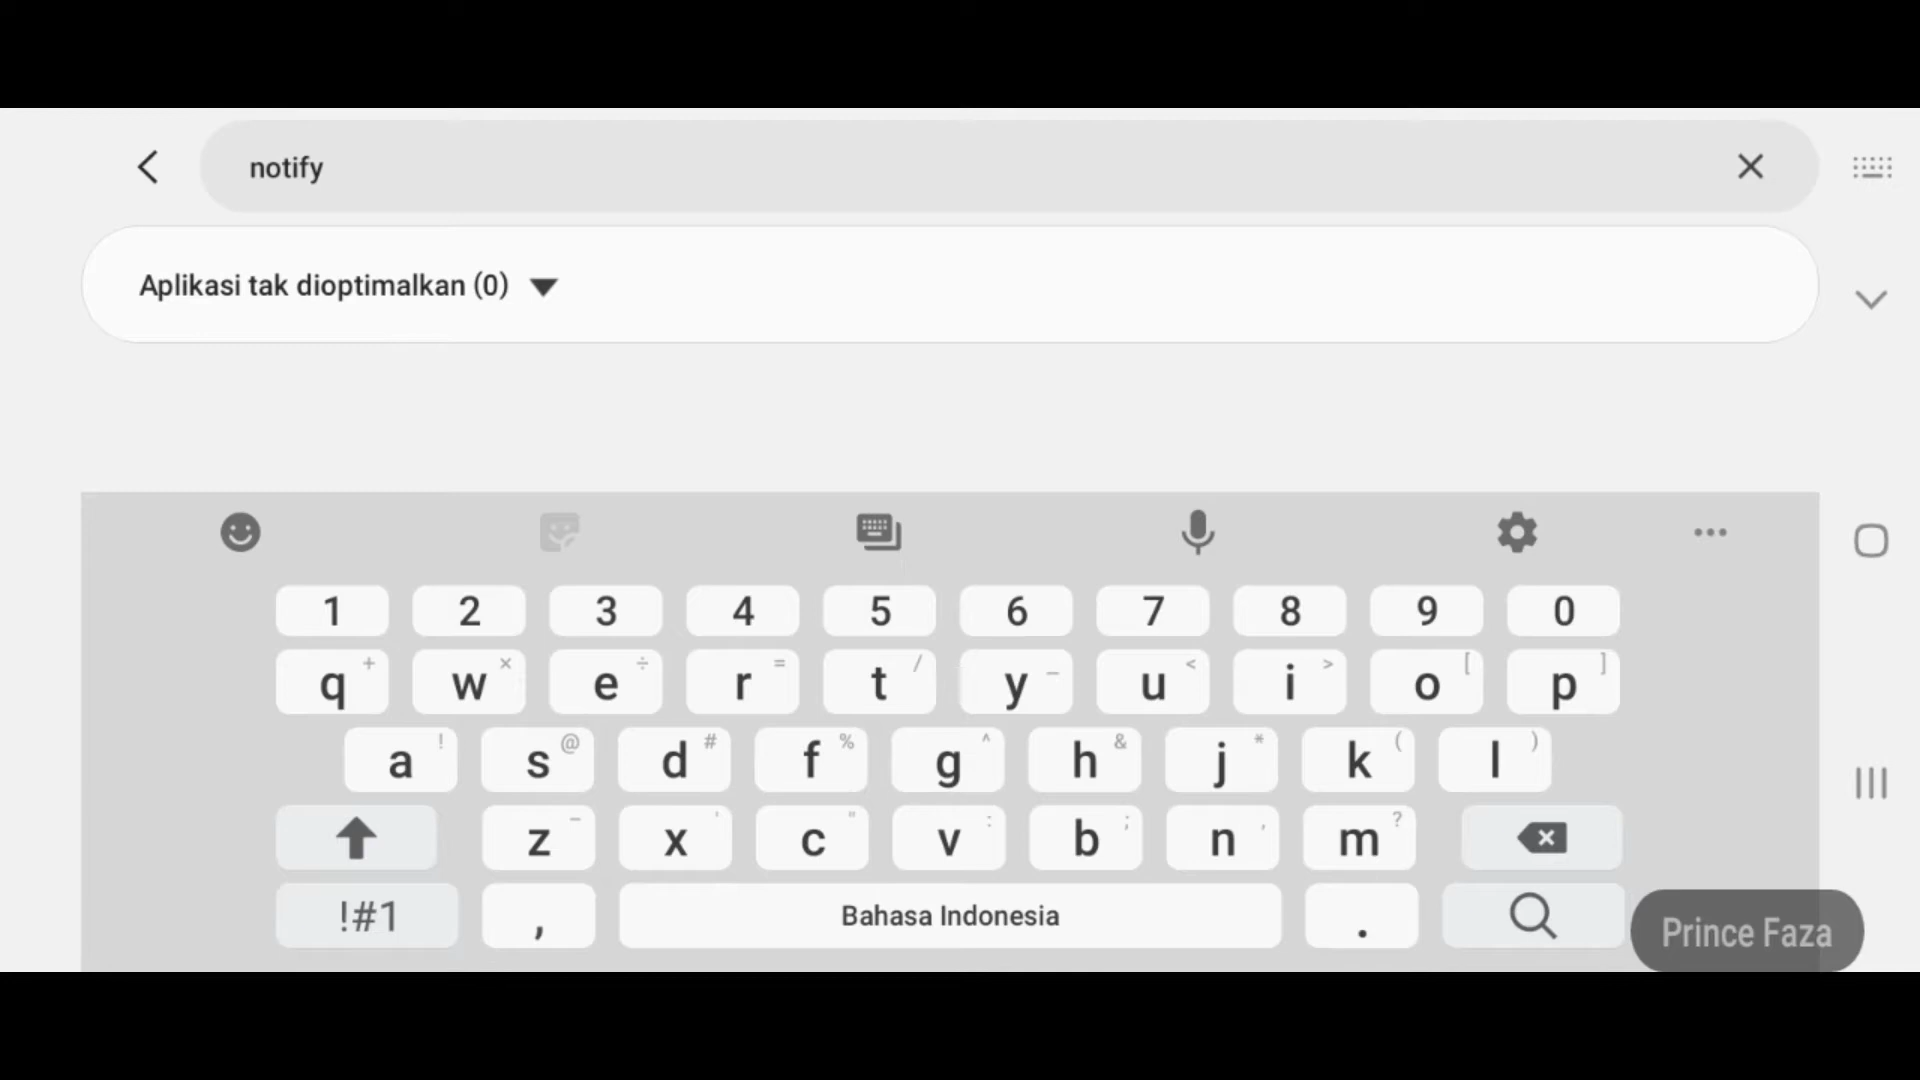 notify
Aplikasi tak dioptimalkan (0)
1 2 3 4 5 6 7 8 9 0
q + w × e ÷ r = t / y _ u < i > o [ p ]
a ! s @ d # f % g ^ h & j * k ( l )
z - x ' c " v : b ; n , m ?
!#1 , Bahasa Indonesia .
Prince Faza